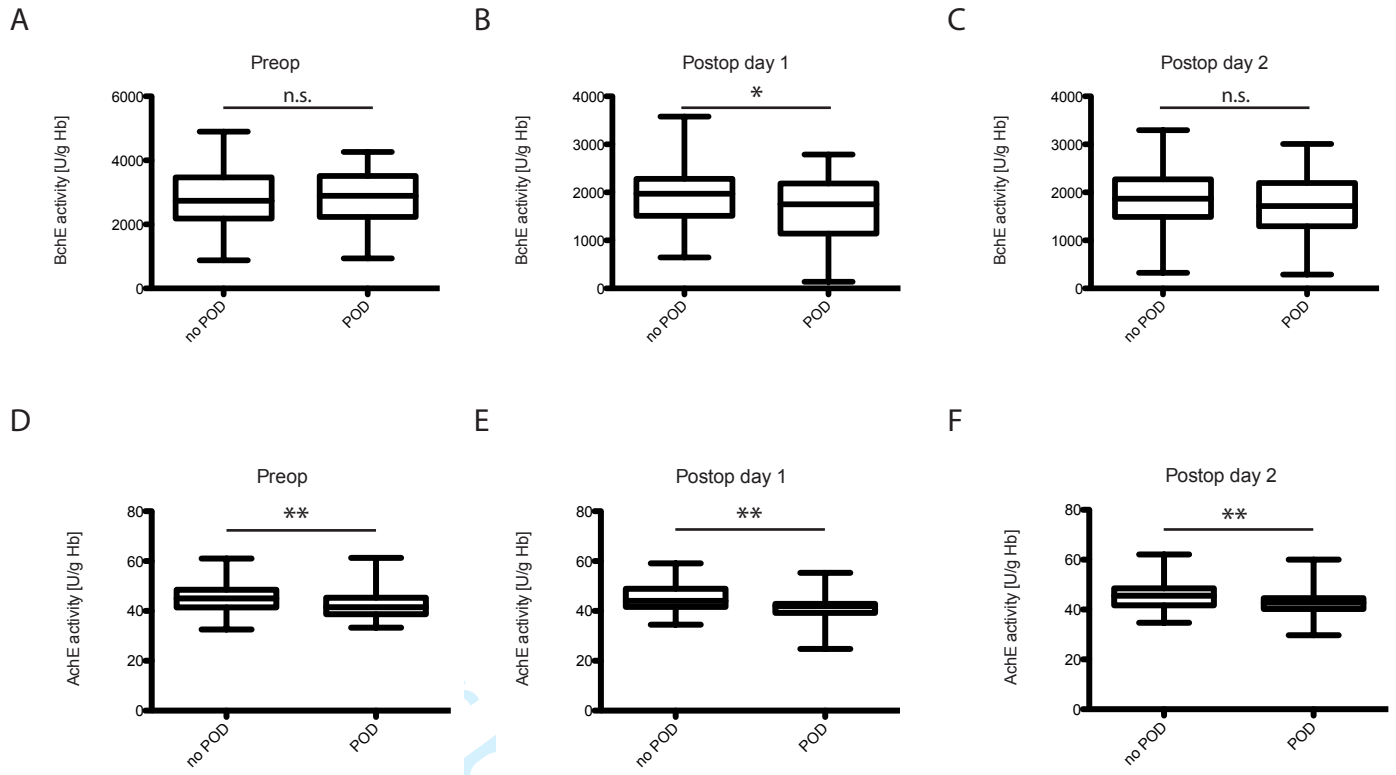 A
B
C
Preop
Postop day 1
Postop day 2
n.s.
*
n.s.
BchE activity [U/g Hb]
6000
4000
2000
0
no POD
POD
BchE activity [U/g Hb]
4000
3000
2000
1000
0
no POD
POD
BchE activity [U/g Hb]
4000
3000
2000
1000
0
no POD
POD
D
E
F
Preop
Postop day 1
Postop day 2
**
**
**
AchE activity [U/g Hb]
80
60
40
20
0
no POD
POD
AchE activity [U/g Hb]
80
60
40
20
0
no POD
POD
AchE activity [U/g Hb]
80
60
40
20
0
no POD
POD